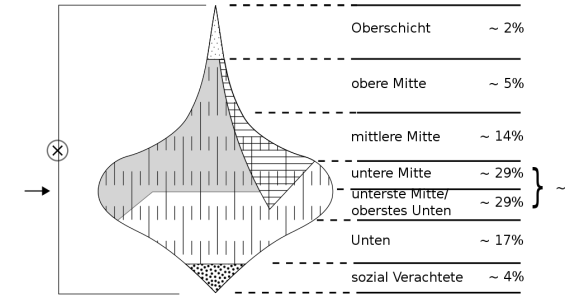 Oberschicht ~ 2%
obere Mitte ~ 5%
mittlere Mitte ~ 14%
untere Mitte ~ 29%
unterste Mitte/
oberstes Unten ~ 29%
Unten ~ 17%
sozial Verachtete ~ 4%
~